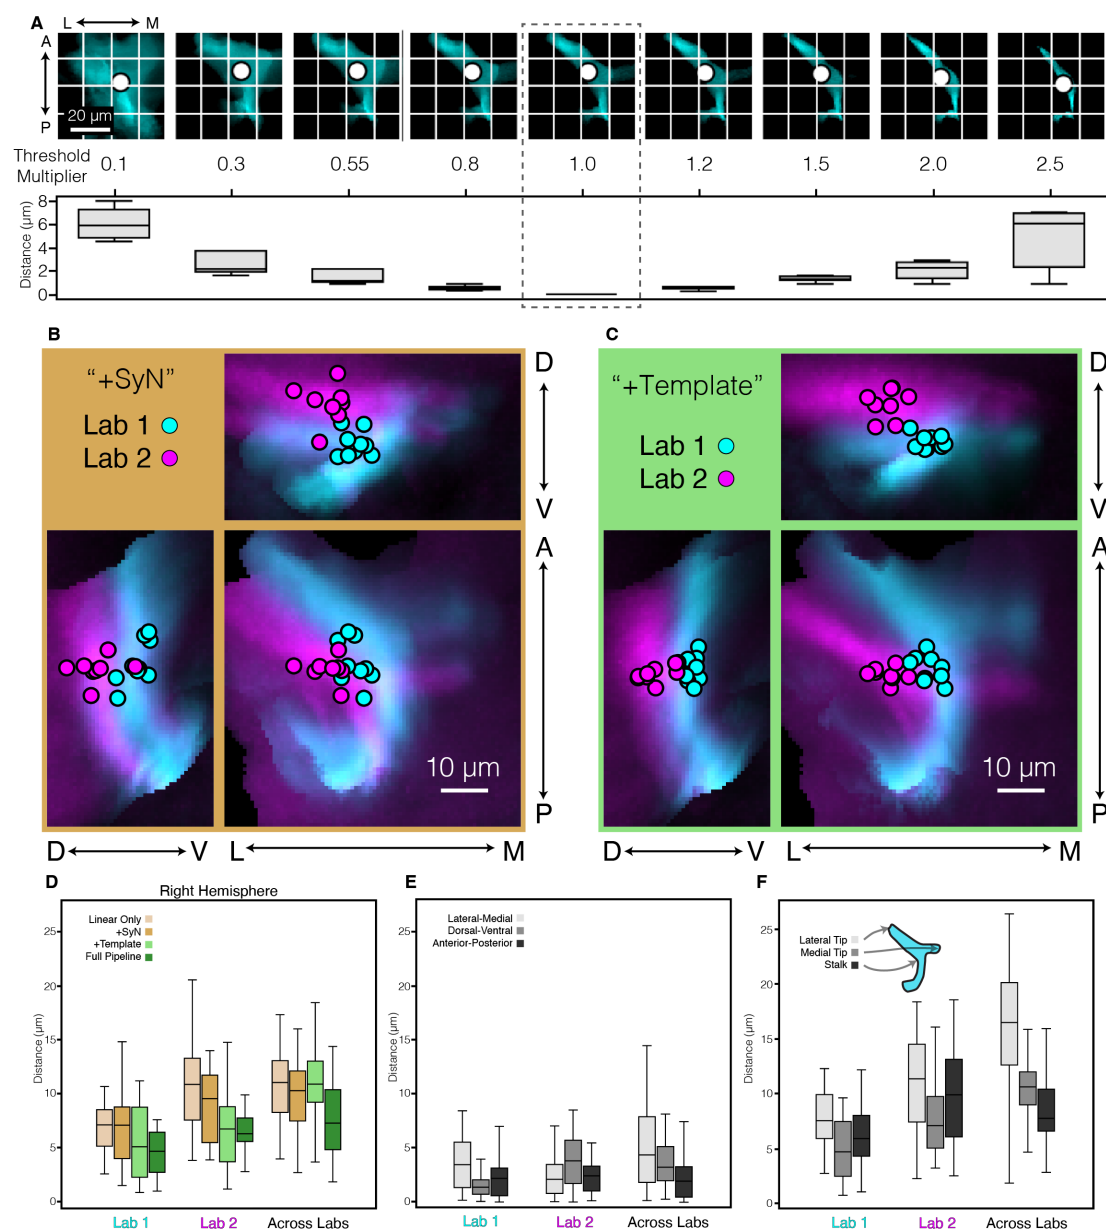 A
L M
A
P
20 µm
Threshold
Multiplier
0.1 0.3 0.55 0.8 1.0 1.2 1.5 2.0 2.5
Distance (µm)
8
6
4
2
0
B
"+SyN"
Lab 1
Lab 2
D
V
A
P
10 µm
D V L M
C
"+Template"
Lab 1
Lab 2
D
V
A
P
10 µm
D V L M
D
Right Hemisphere
Linear Only
+SyN
+Template
Full Pipeline
Distance (µm)
25
20
15
10
5
0
Lab 1 Lab 2 Across Labs
E
Lateral-Medial
Dorsal-Ventral
Anterior-Posterior
Distance (µm)
25
20
15
10
5
0
Lab 1 Lab 2 Across Labs
F
Lateral Tip
Medial Tip
Stalk
Distance (µm)
25
20
15
10
5
0
Lab 1 Lab 2 Across Labs